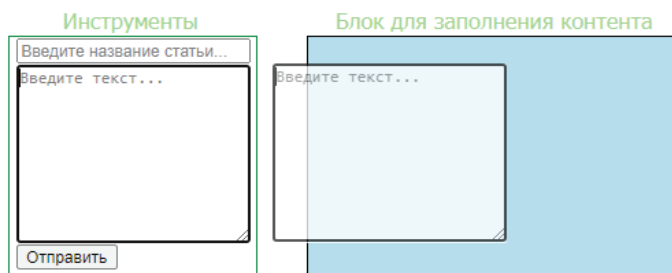 Инструменты
Блок для заполнения контента
Введите название статьи...
Введите текст...
Введите текст...
Отправить